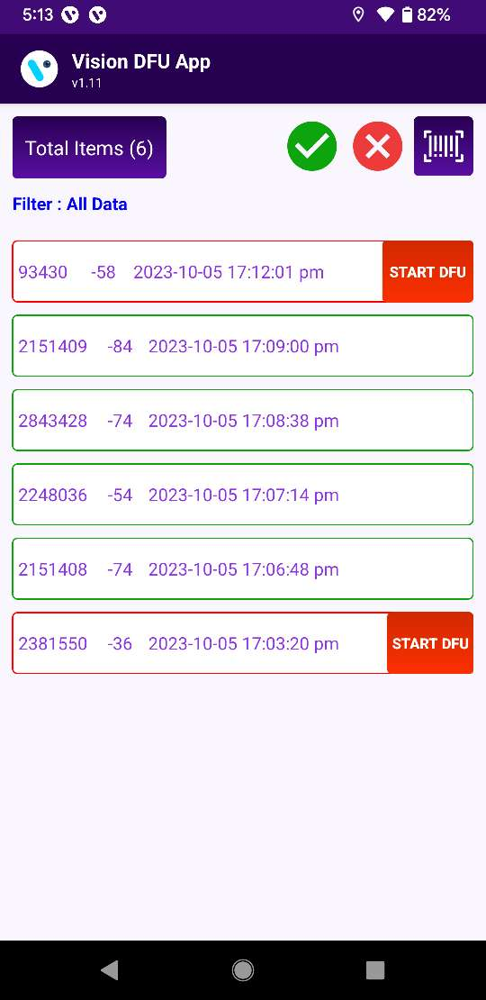 5:13 82%
Vision DFU App
v1.11
Total Items (6)
Filter : All Data
93430 -58 2023-10-05 17:12:01 pm START DFU
2151409 -84 2023-10-05 17:09:00 pm
2843428 -74 2023-10-05 17:08:38 pm
2248036 -54 2023-10-05 17:07:14 pm
2151408 -74 2023-10-05 17:06:48 pm
2381550 -36 2023-10-05 17:03:20 pm START DFU